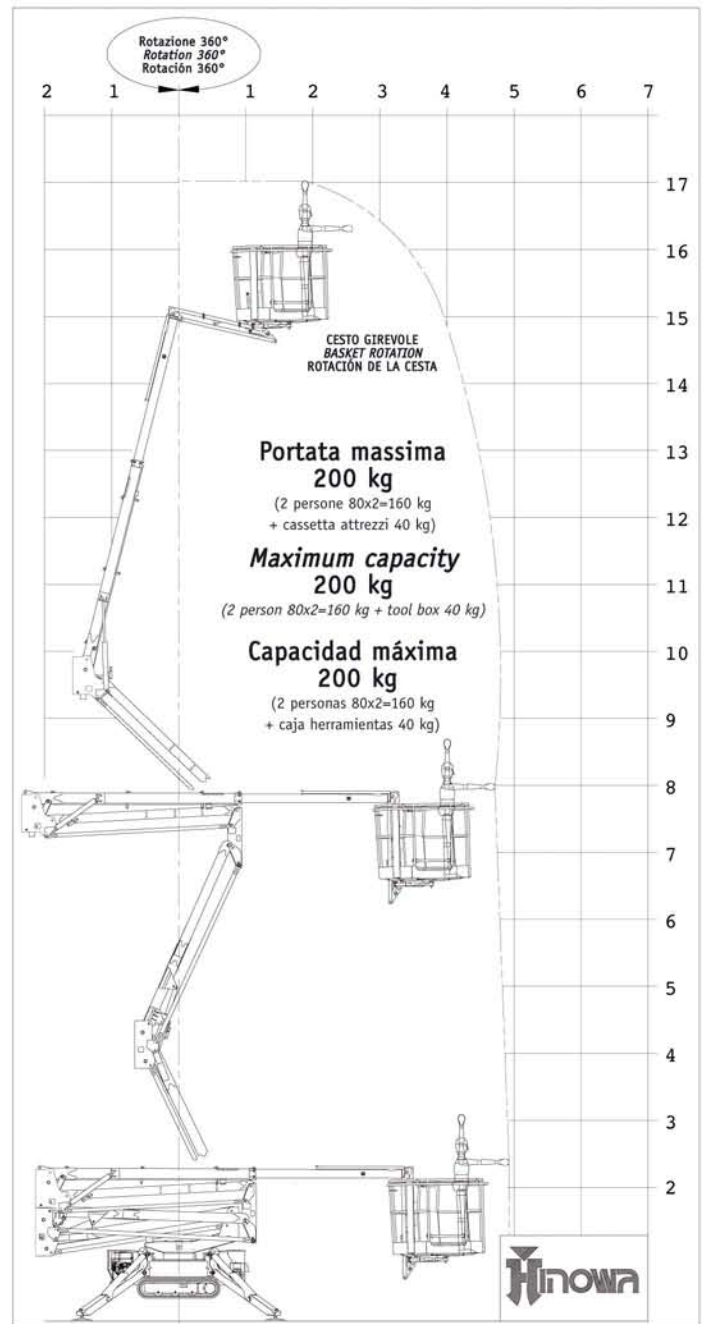 Rotazione 360°
Rotation 360°
Rotación 360°
2 1 1 2 3 4 5 6 7
17
16
15
CESTO GIREVOLE
BASKET ROTATION
ROTACIÓN DE LA CESTA
14
13
Portata massima
200 kg
(2 persone 80x2=160 kg
+ cassetta attrezzi 40 kg)
12
Maximum capacity
200 kg
(2 person 80x2=160 kg + tool box 40 kg)
11
10
Capacidad máxima
200 kg
(2 personas 80x2=160 kg
+ caja herramientas 40 kg)
9
8
7
6
5
4
3
2
HINOWA